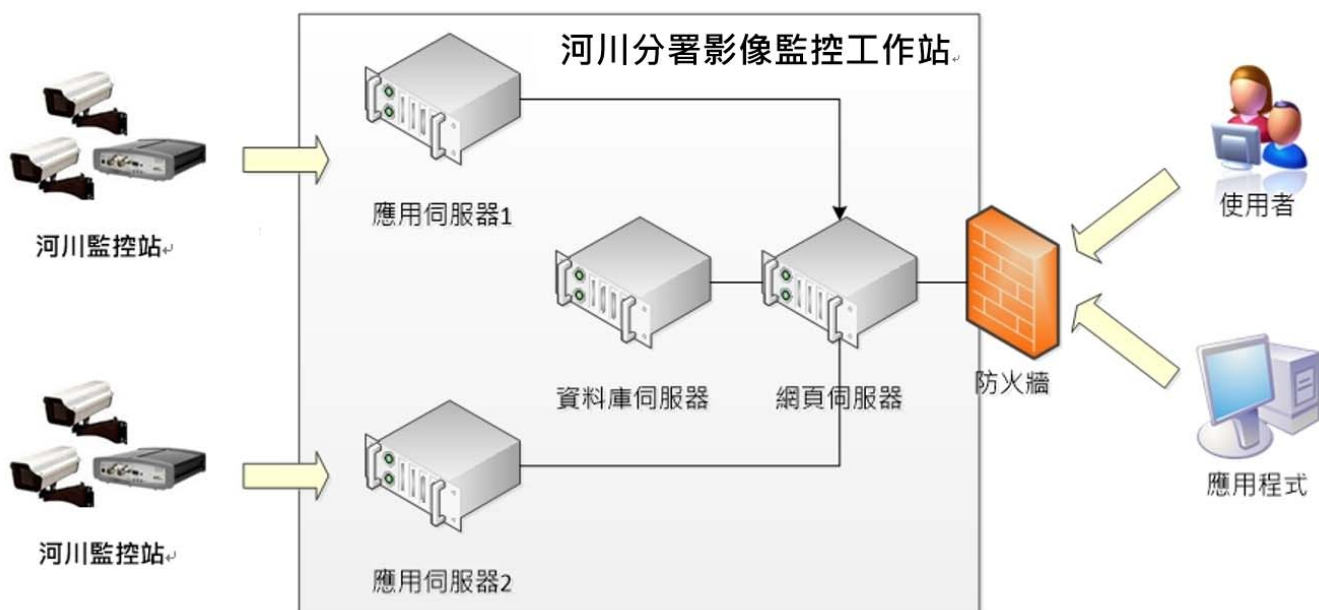 河川分署影像監控工作站
河川監控站
應用伺服器1
使用者
資料庫伺服器
網頁伺服器
防火牆
應用程式
河川監控站
應用伺服器2